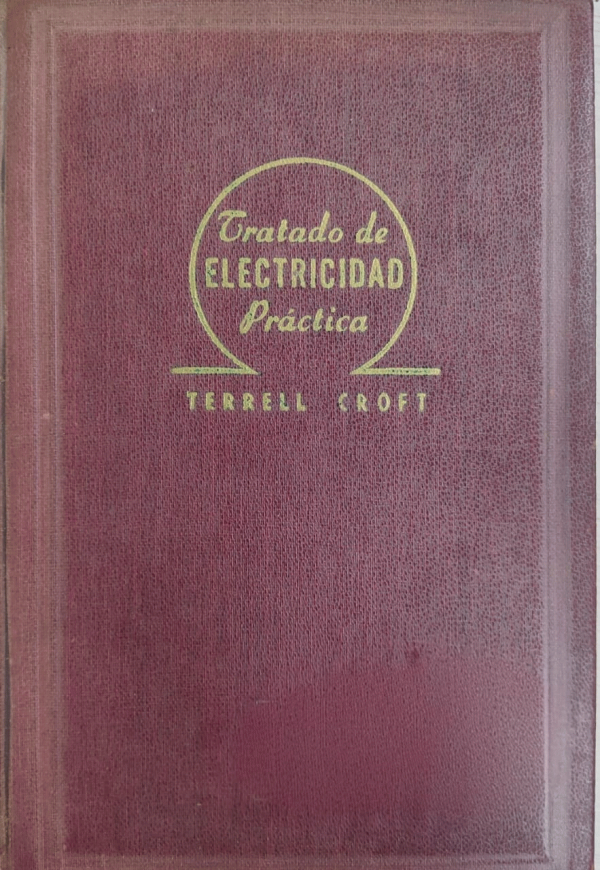 Tratado de
ELECTRICIDAD
Práctica
TERRELL CROFT